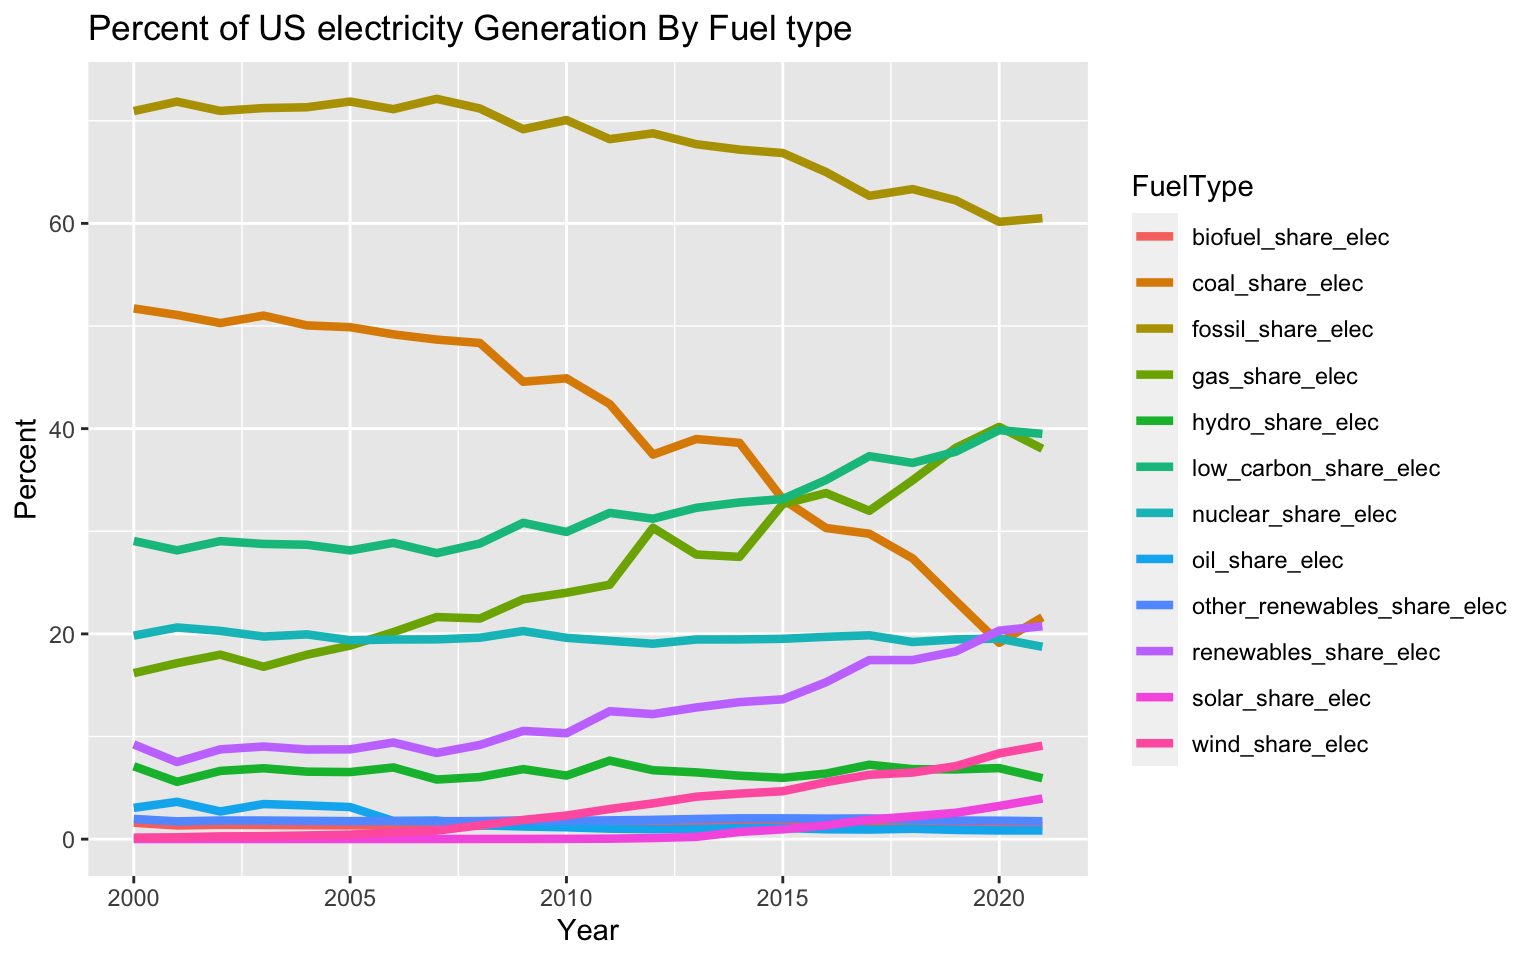 Percent of US electricity Generation By Fuel type
Percent
60
40
20
0
2000 2005 2010 2015 2020
Year
FuelType
biofuel_share_elec
coal_share_elec
fossil_share_elec
gas_share_elec
hydro_share_elec
low_carbon_share_elec
nuclear_share_elec
oil_share_elec
other_renewables_share_elec
renewables_share_elec
solar_share_elec
wind_share_elec